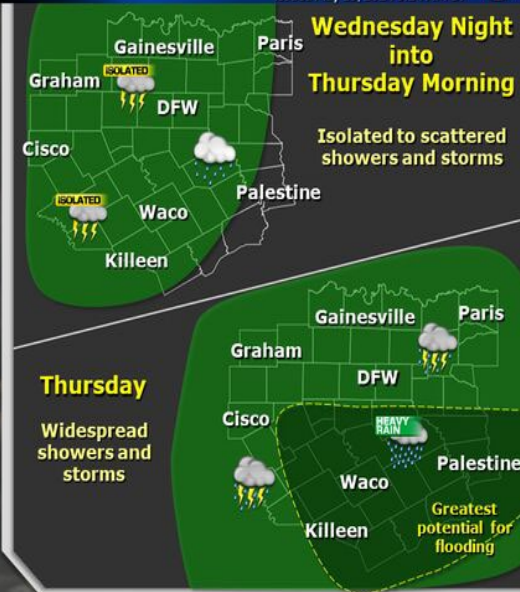 Wednesday Night
into
Thursday Morning
Isolated to scattered
showers and storms
Gainesville
Paris
ISOLATED
Graham
DFW
Cisco
ISOLATED
Palestine
Waco
Killeen
Thursday
Widespread
showers and
storms
Gainesville
Paris
Graham
DFW
Cisco
HEAVY
RAIN
Palestine
Waco
Killeen
Greatest
potential for
flooding